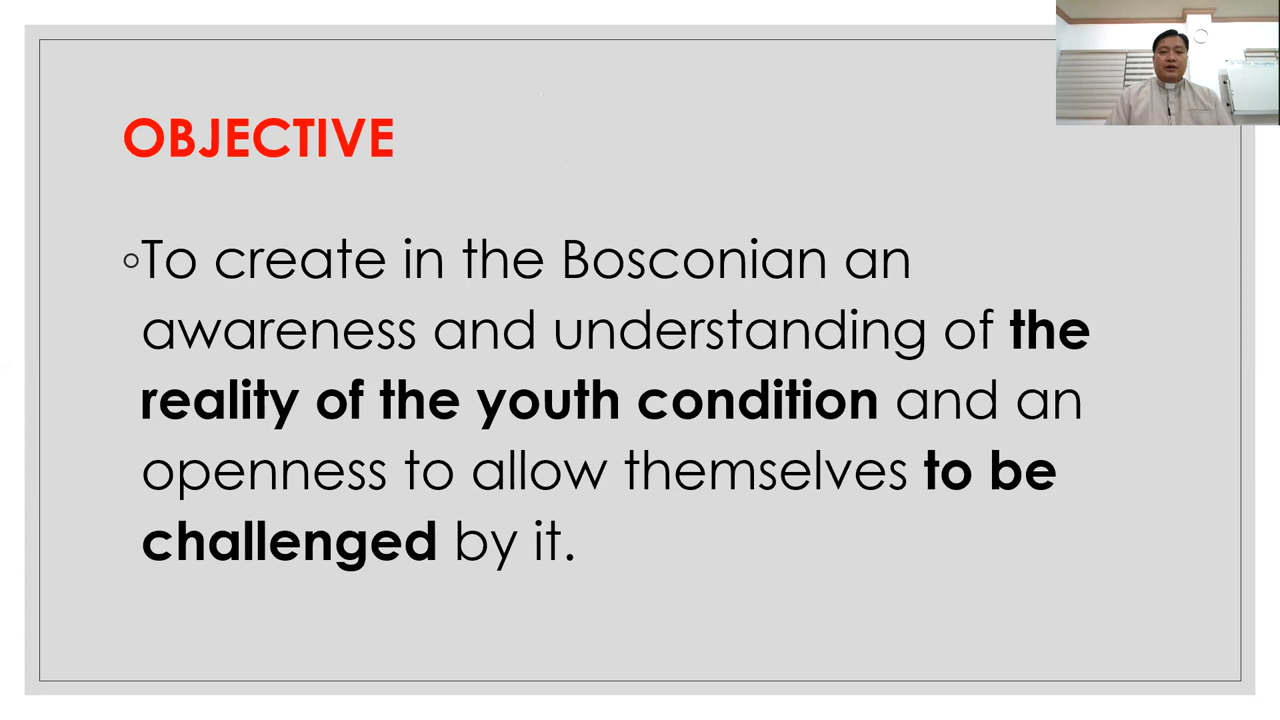 OBJECTIVE
◦To create in the Bosconian an
awareness and understanding of the
reality of the youth condition and an
openness to allow themselves to be
challenged by it.